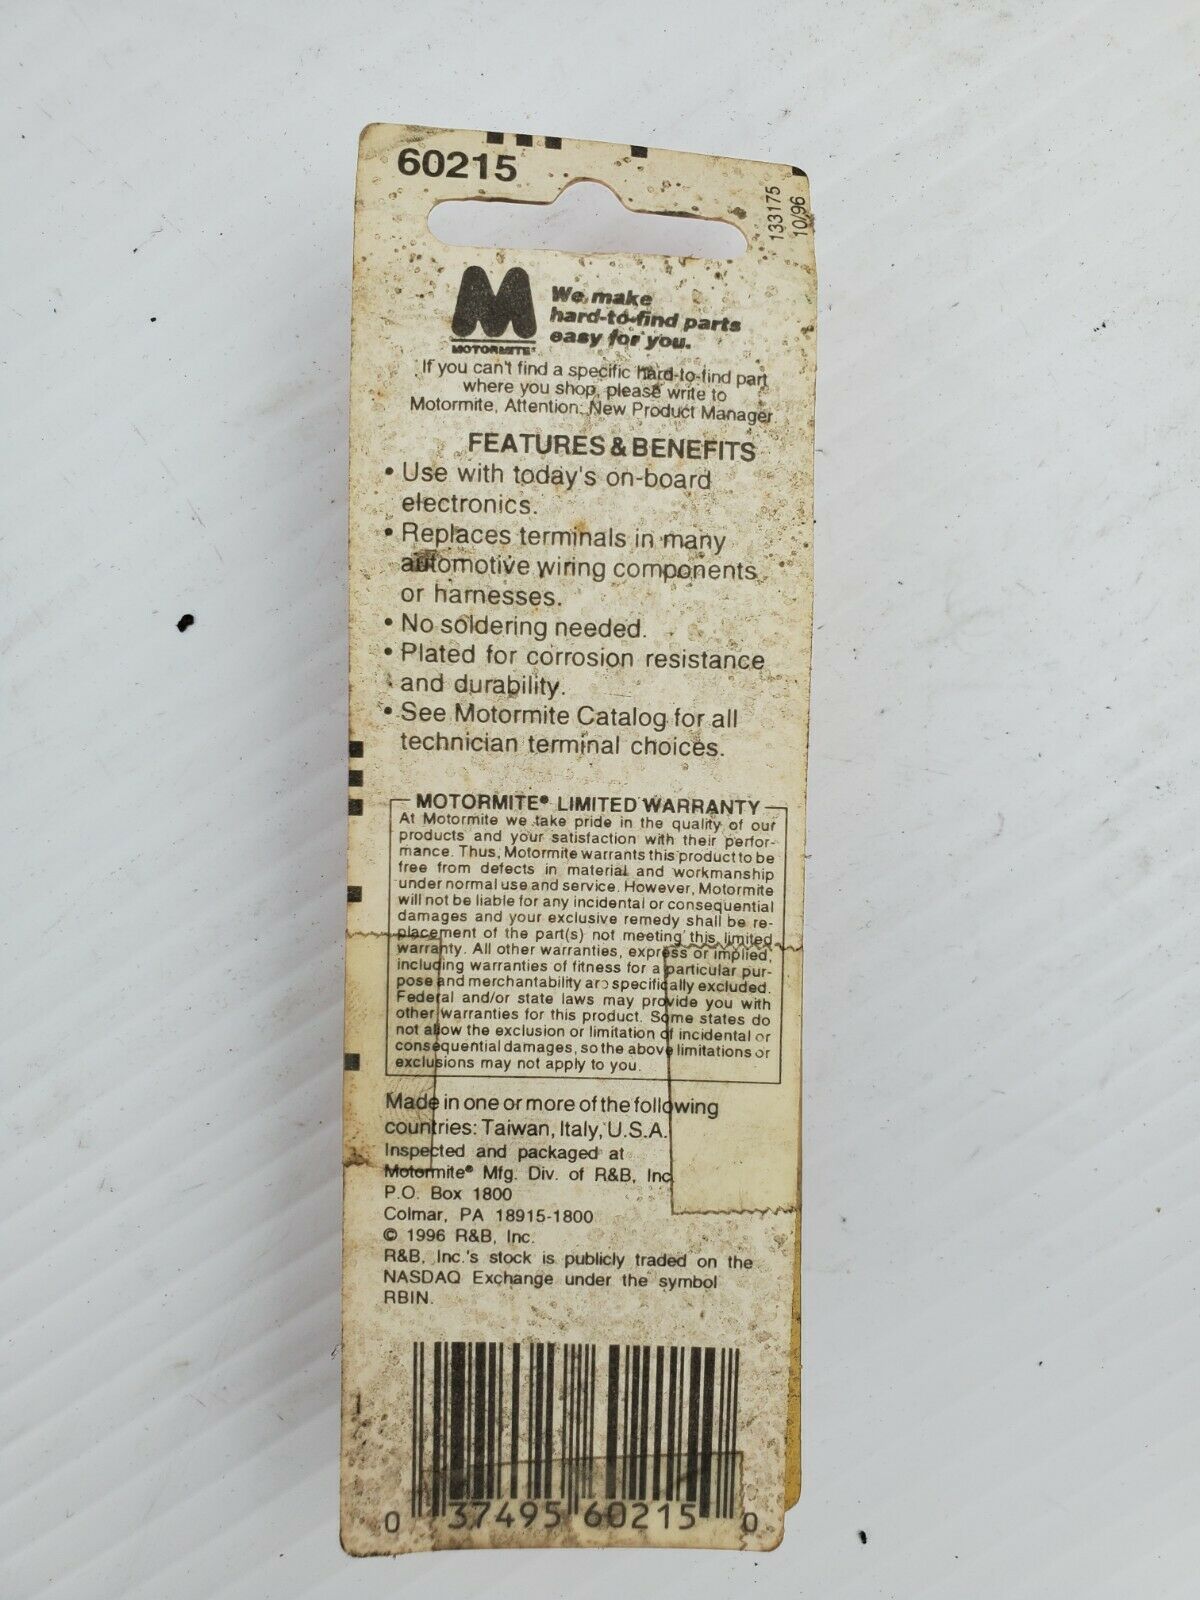 60215
133175
10/96
We make
hard-to-find parts
easy for you.
MOTORMITE®
If you can't find a specific hard-to-find part
where you shop, please write to
Motormite, Attention: New Product Manager
FEATURES & BENEFITS
• Use with today's on-board
electronics.
• Replaces terminals in many
automotive wiring components
or harnesses.
• No soldering needed.
• Plated for corrosion resistance
and durability.
• See Motormite Catalog for all
technician terminal choices.
MOTORMITE® LIMITED WARRANTY
At Motormite we take pride in the quality of our
products and your satisfaction with their perfor-
mance. Thus, Motormite warrants this product to be
free from defects in material and workmanship
under normal use and service. However, Motormite
will not be liable for any incidental or consequential
damages and your exclusive remedy shall be re-
placement of the part(s) not meeting this limited
warranty. All other warranties, express or implied,
including warranties of fitness for a particular pur-
pose and merchantability are specifically excluded.
Federal and/or state laws may provide you with
other warranties for this product. Some states do
not allow the exclusion or limitation of incidental or
consequential damages, so the above limitations or
exclusions may not apply to you.
Made in one or more of the following
countries: Taiwan, Italy, U.S.A.
Inspected and packaged at
Motormite® Mfg. Div. of R&B, Inc.
P.O. Box 1800
Colmar, PA 18915-1800
© 1996 R&B, Inc.
R&B, Inc.'s stock is publicly traded on the
NASDAQ Exchange under the symbol
RBIN.
0 37495 60215 0